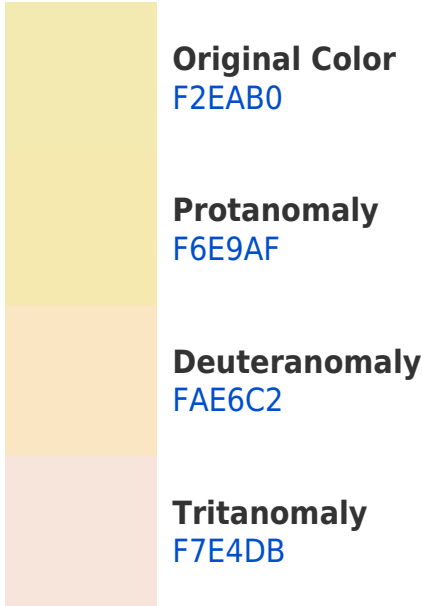 Original Color
F2EAB0
Protanomaly
F6E9AF
Deuteranomaly
FAE6C2
Tritanomaly
F7E4DB